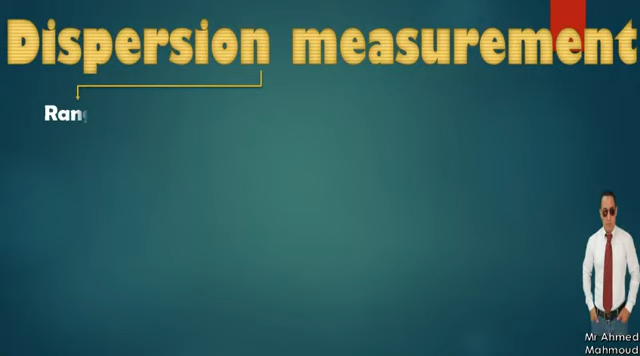 Dispersion measurement
Ran
Mr Ahmed
Mahmoud